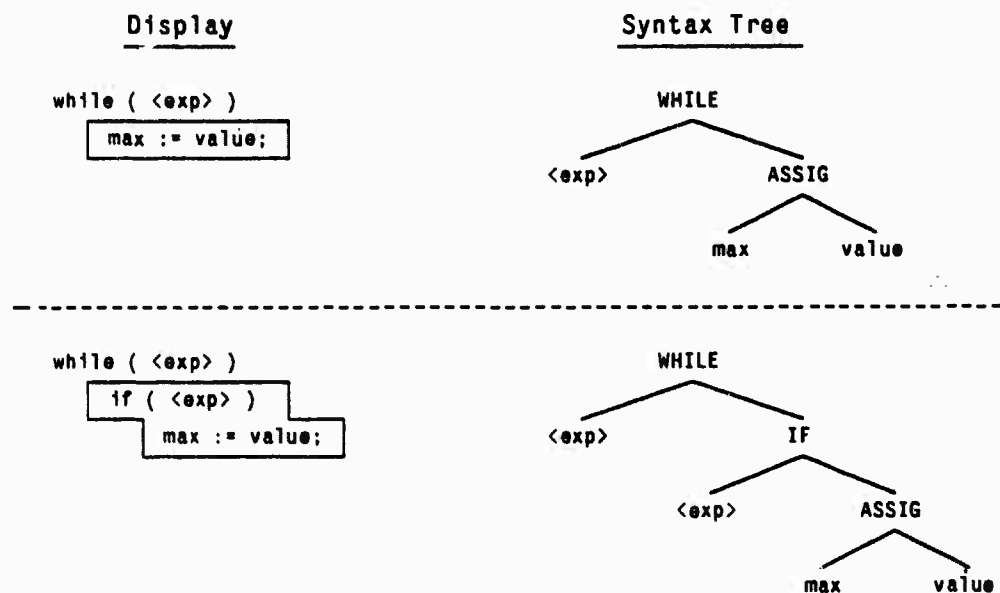 Display
Syntax Tree
while ( <exp> )
max := value;
WHILE
<exp>
ASSIG
max
value
while ( <exp> )
if ( <exp> )
max := value;
WHILE
<exp>
IF
<exp>
ASSIG
max
value